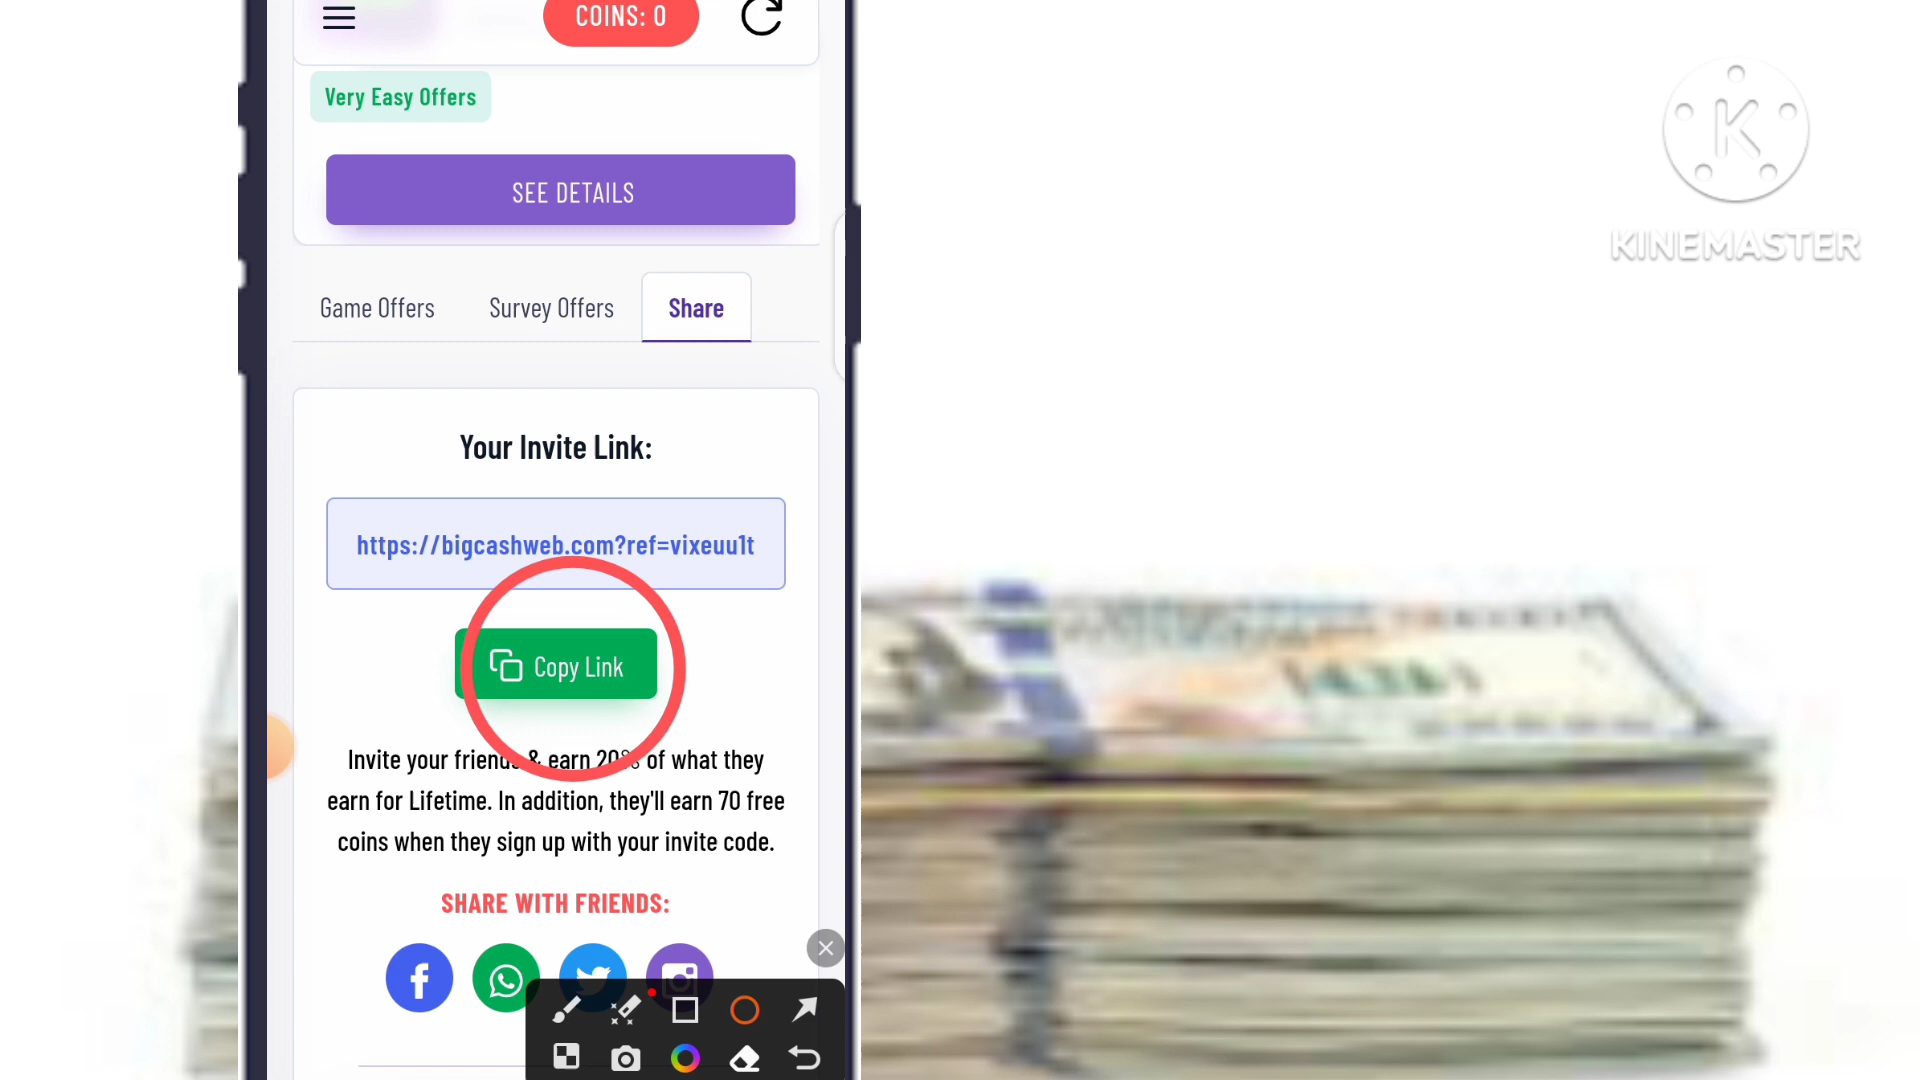 COINS: 0
Very Easy Offers
SEE DETAILS
Game Offers
Survey Offers
Share
Your Invite Link:
https://bigcashweb.com?ref=vixeuu1t
Copy Link
Invite your friends & earn 20% of what they
earn for Lifetime. In addition, they'll earn 70 free
coins when they sign up with your invite code.
SHARE WITH FRIENDS:
K
KINEMASTER